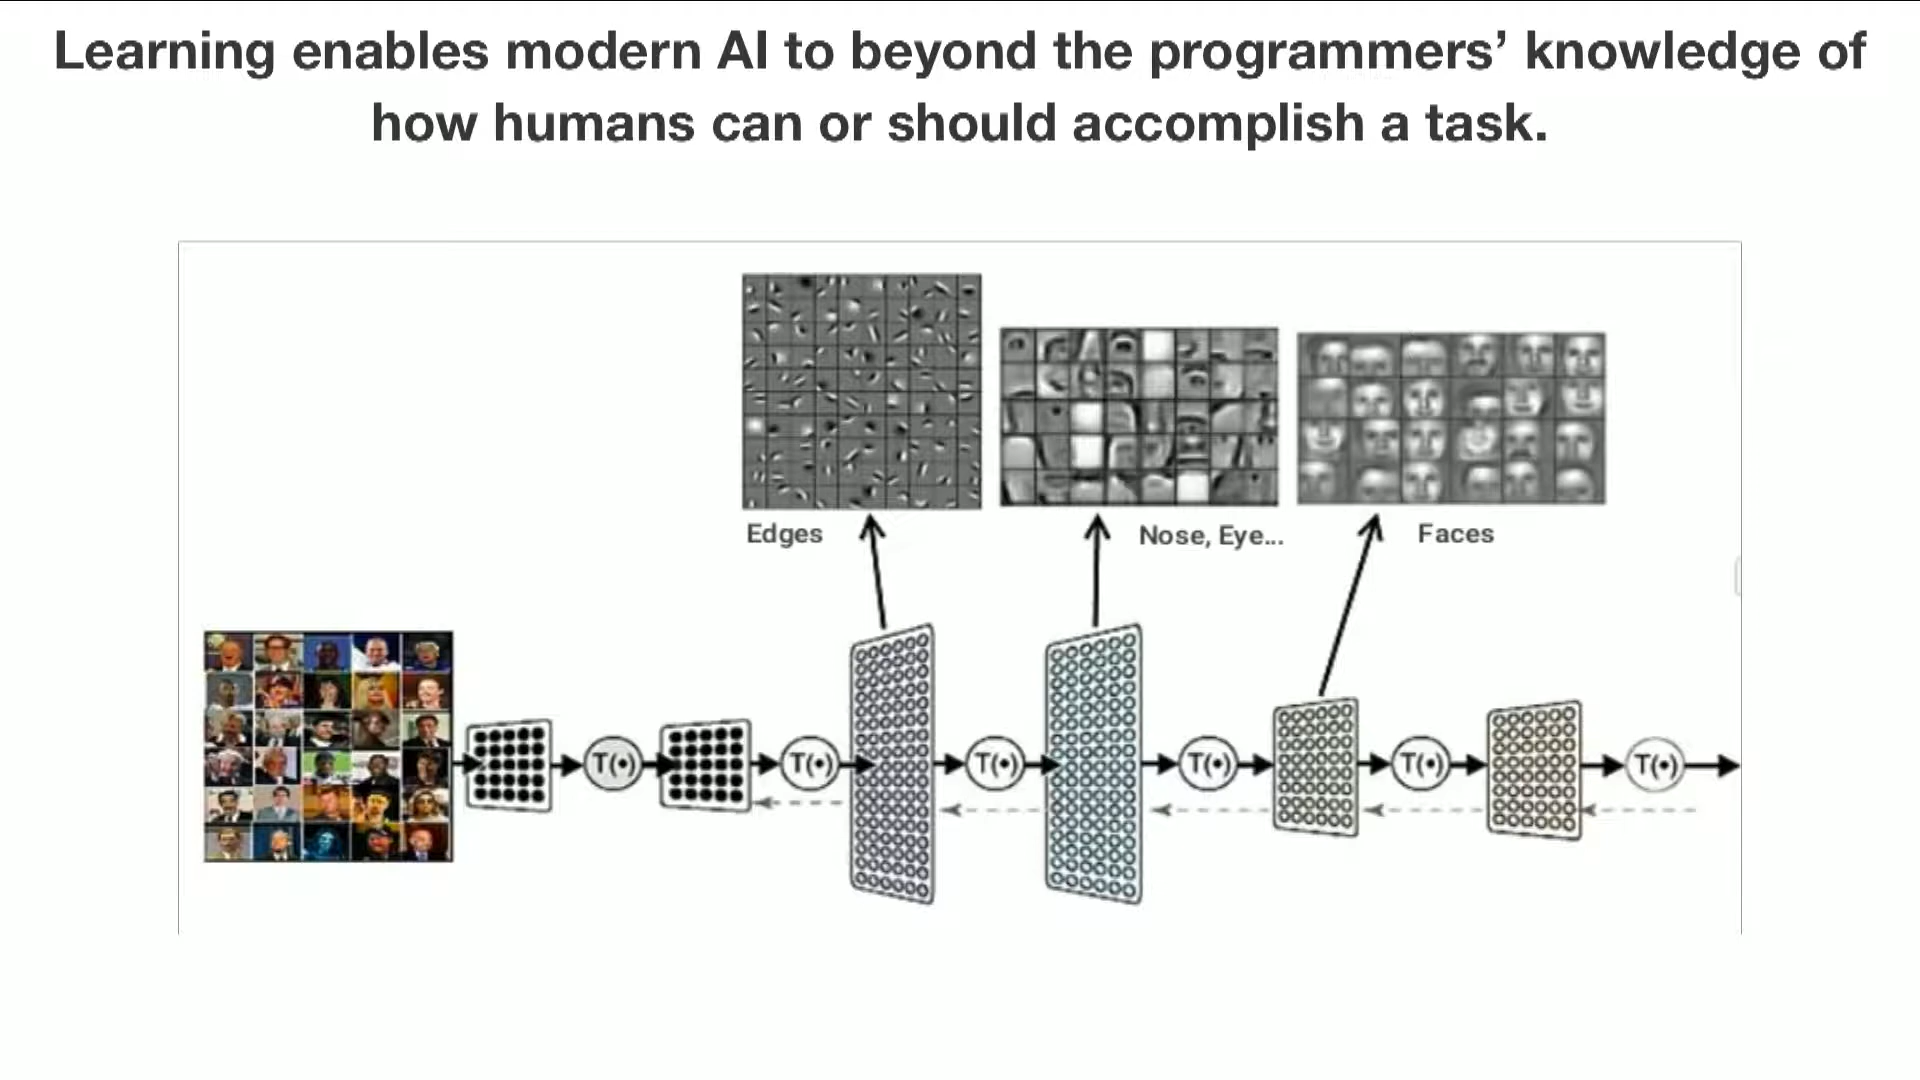 Learning enables modern AI to beyond the programmers’ knowledge of
how humans can or should accomplish a task.
Edges
Nose, Eye...
Faces
T(•)
T(•)
T(•)
T(•)
T(•)
T(•)